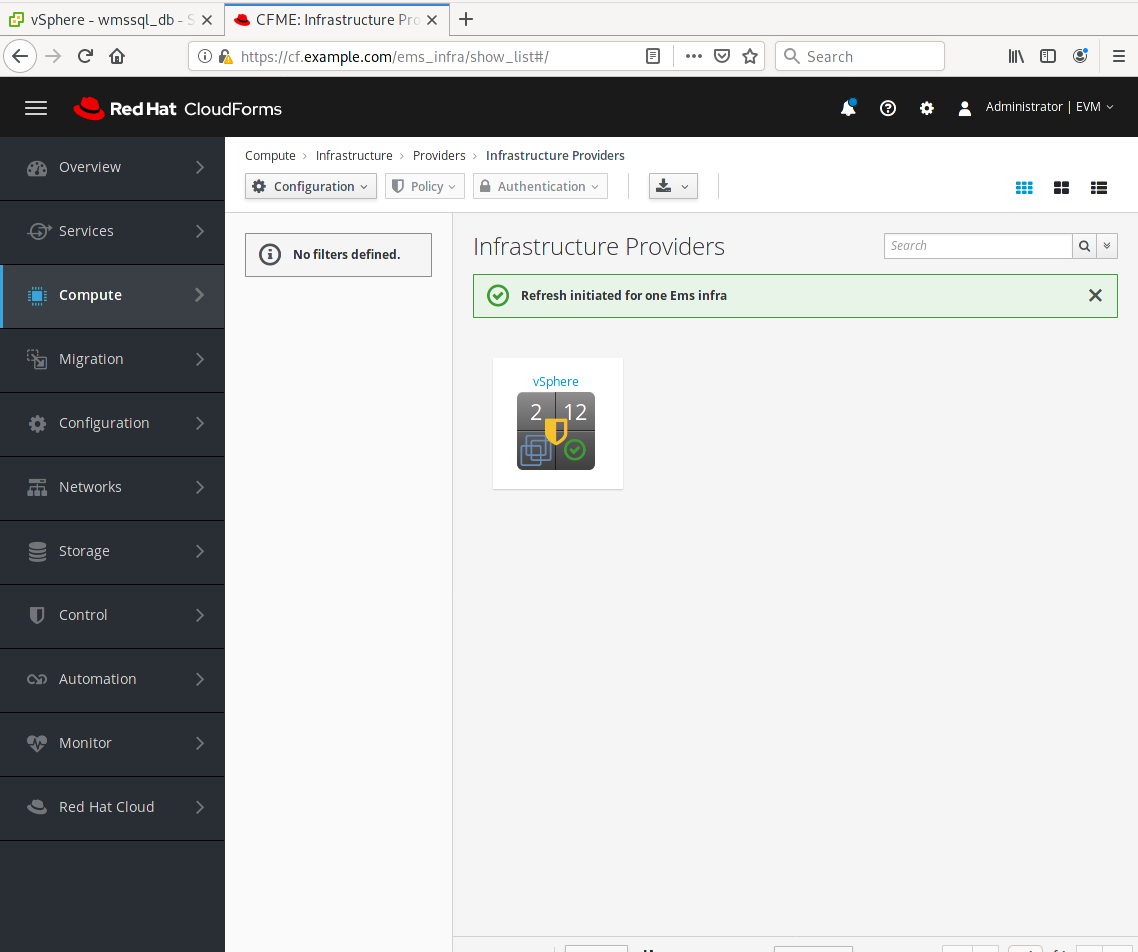 vSphere - wmssql_db - S
CFME: Infrastructure Pro
https://cf.example.com/ems_infra/show_list#/
Search
Red Hat CloudForms
Administrator | EVM
Overview
Services
Compute
Migration
Configuration
Networks
Storage
Control
Automation
Monitor
Red Hat Cloud
Compute > Infrastructure > Providers > Infrastructure Providers
Configuration Policy Authentication
No filters defined.
Infrastructure Providers
Search
Refresh initiated for one Ems infra
vSphere
2 12